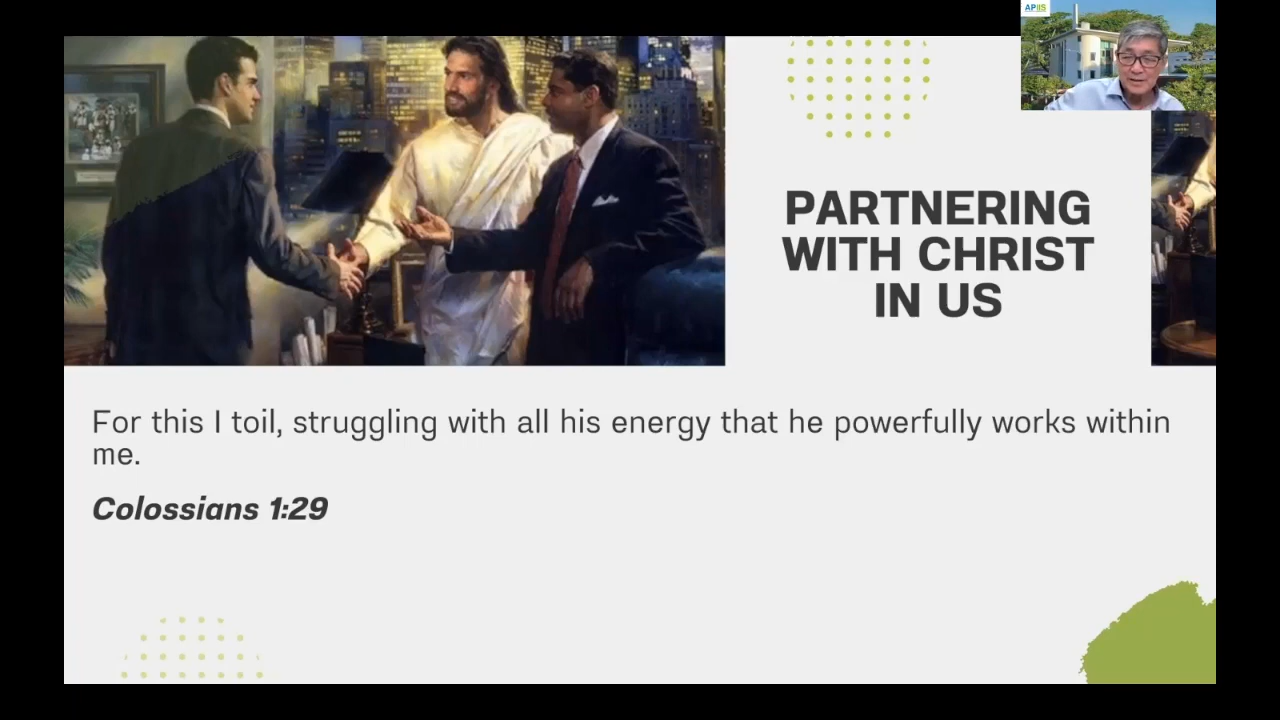 APIIS
PARTNERING
WITH CHRIST
IN US
For this I toil, struggling with all his energy that he powerfully works within
me.
Colossians 1:29